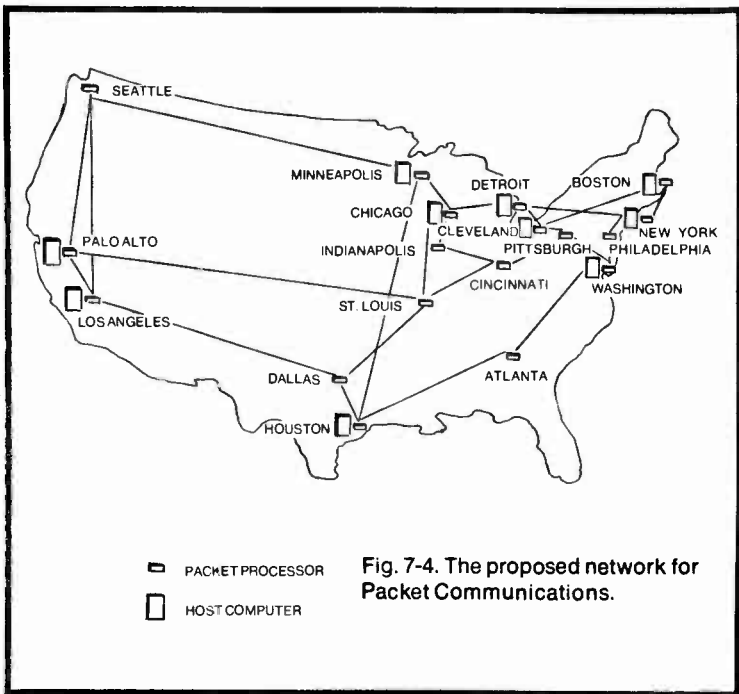 SEATTLE
MINNEAPOLIS
DETROIT
BOSTON
CHICAGO
CLEVELAND
NEW YORK
PALO ALTO
INDIANAPOLIS
PITTSBURGH
PHILADELPHIA
CINCINNATI
WASHINGTON
LOS ANGELES
ST. LOUIS
DALLAS
ATLANTA
HOUSTON
PACKET PROCESSOR
HOST COMPUTER
Fig. 7-4. The proposed network for
Packet Communications.